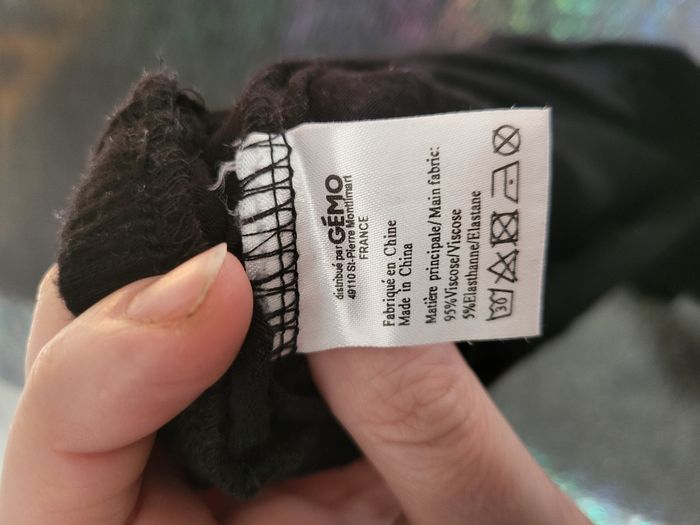 distribué par GÉMO
49110 St-Pierre Montlimart
FRANCE
Fabriqué en Chine
Made in China
Matière principale/Main fabric:
95%Viscose/Viscose
5%Elasthanne/Elastane
30